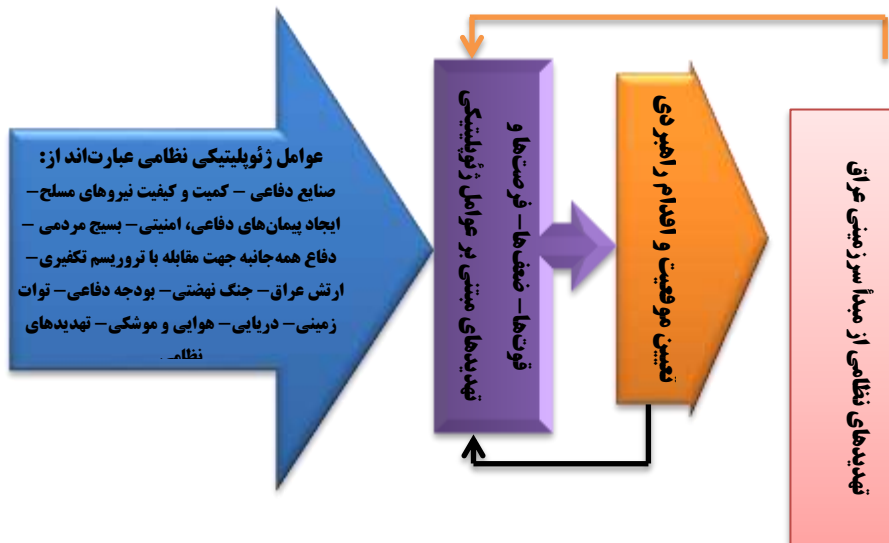 عوامل ژئوپلیتیکی نظامی عبارت‌اند از:
صنایع دفاعی – کمیت و کیفیت نیروهای مسلح–
ایجاد پیمان‌های دفاعی، امنیتی– بسیج مردمی –
دفاع همه‌جانبه جهت مقابله با تروریسم تکفیری–
ارتش عراق– جنگ نهضتی– بودجه دفاعی– توات
زمینی– دریایی– هوایی و موشکی– تهدیدهای
نظامی
قوت‌ها– ضعف‌ها– فرصت‌ها و
تهدیدهای مبتنی بر عوامل ژئوپلیتیکی
تعیین موقعیت و اقدام راهبردی
تهدیدهای نظامی از مبدأ سرزمینی عراق